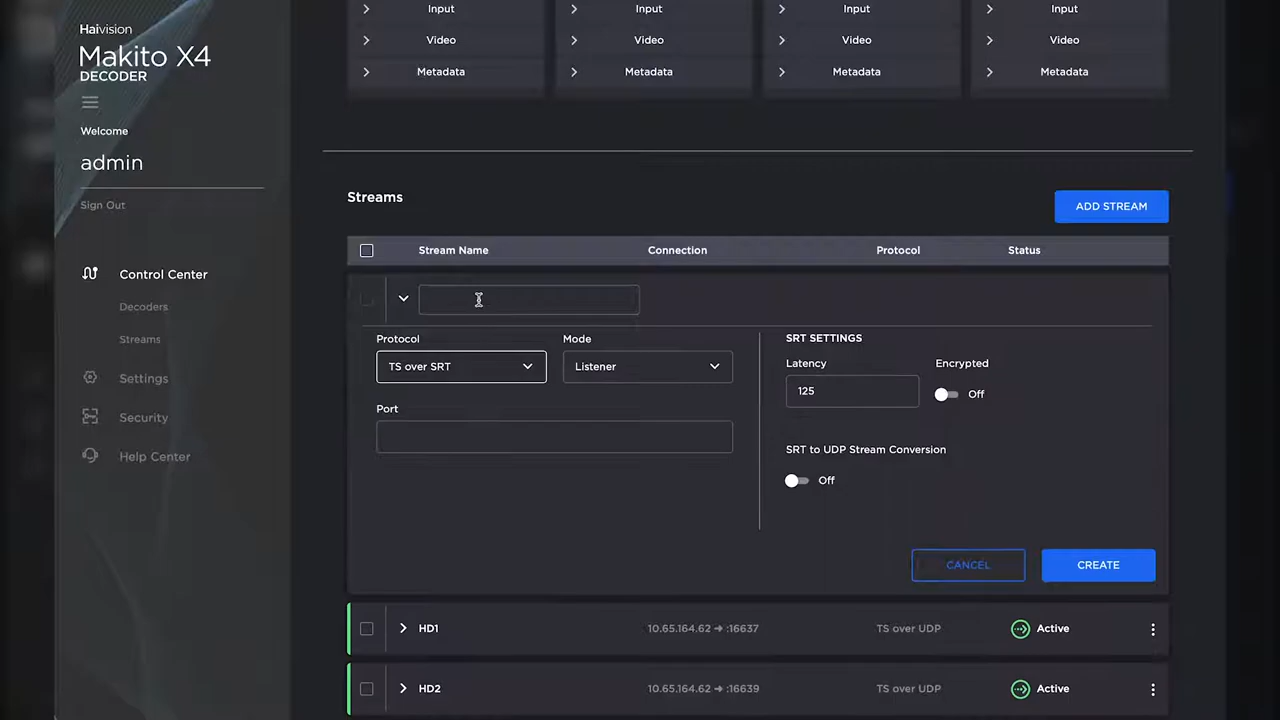 Haivision
Makito X4
DECODER
Welcome
admin
Sign Out
Control Center
Decoders
Streams
Settings
Security
Help Center
Input Input Input Input
Video Video Video Video
Metadata Metadata Metadata Metadata
Streams
ADD STREAM
Stream Name Connection Protocol Status
Protocol Mode
TS over SRT Listener
Port
SRT SETTINGS
Latency Encrypted
125 Off
SRT to UDP Stream Conversion
Off
CANCEL CREATE
HD1 10.65.164.62 ➔ :16637 TS over UDP Active
HD2 10.65.164.62 ➔ :16639 TS over UDP Active